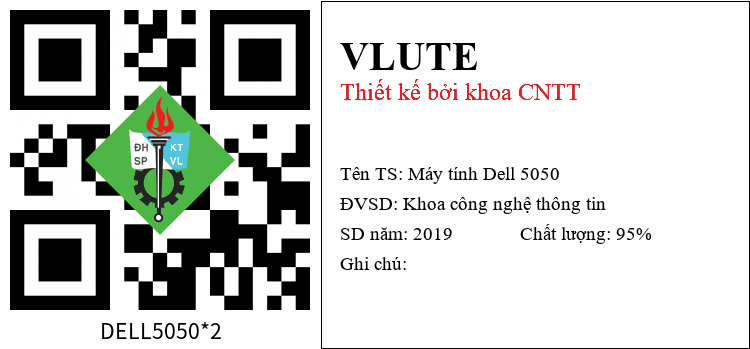 ĐH KT
SP VL
DELL5050*2
VLUTE
Thiết kế bởi khoa CNTT
Tên TS: Máy tính Dell 5050
ĐVSD: Khoa công nghệ thông tin
SD năm: 2019 Chất lượng: 95%
Ghi chú: